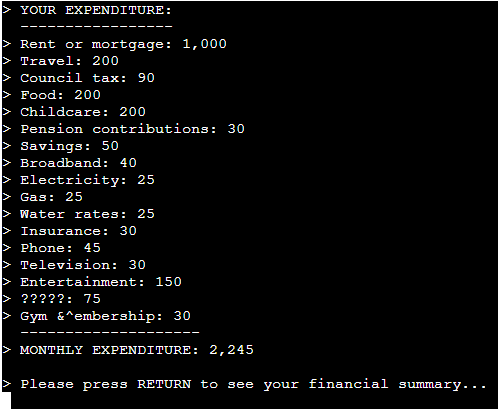 > YOUR EXPENDITURE:
-----------------
> Rent or mortgage: 1,000
> Travel: 200
> Council tax: 90
> Food: 200
> Childcare: 200
> Pension contributions: 30
> Savings: 50
> Broadband: 40
> Electricity: 25
> Gas: 25
> Water rates: 25
> Insurance: 30
> Phone: 45
> Television: 30
> Entertainment: 150
> ?????: 75
> Gym &^embership: 30
--------------------
> MONTHLY EXPENDITURE: 2,245
> Please press RETURN to see your financial summary...